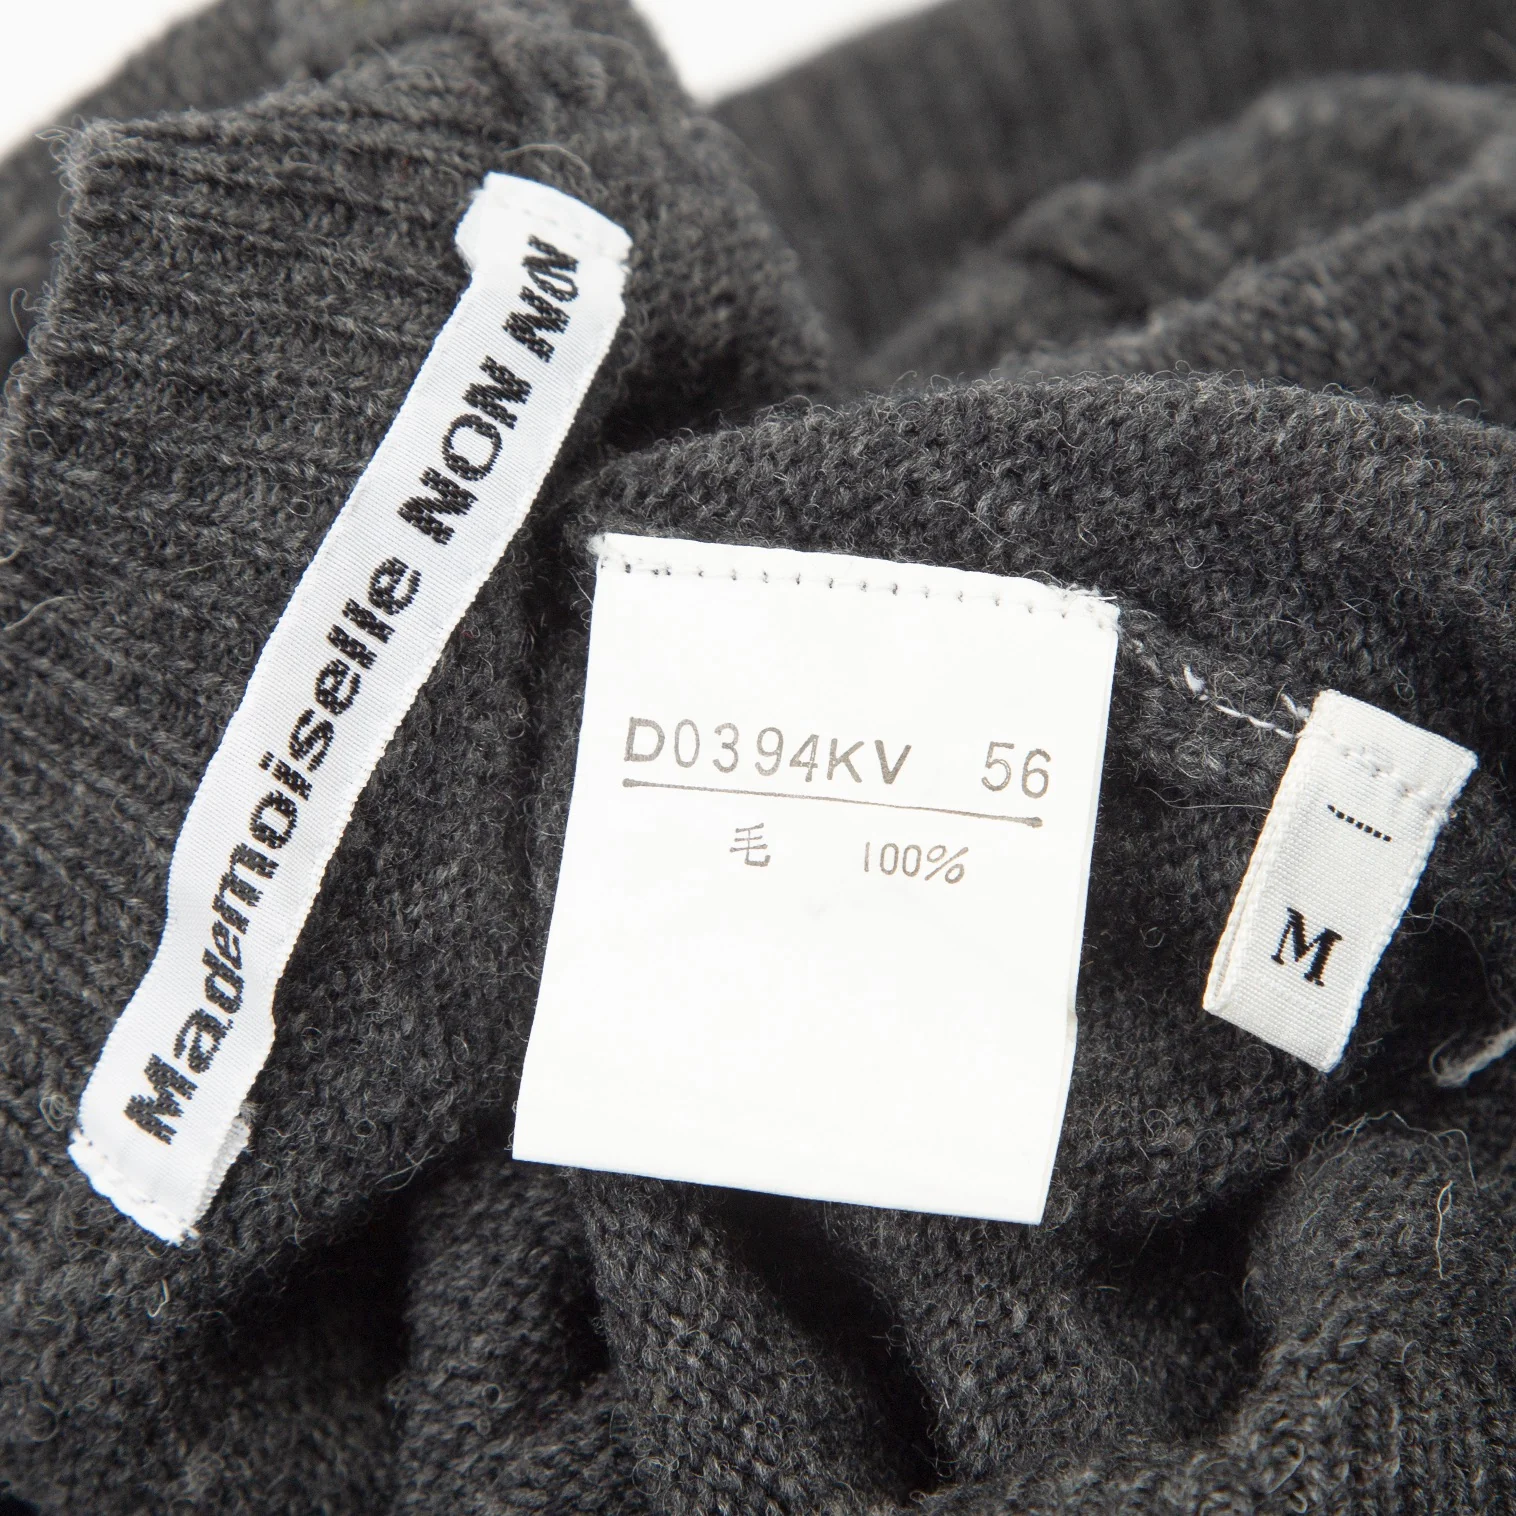 Mademoiselle NON NON
D0394KV 56
毛 100%
M